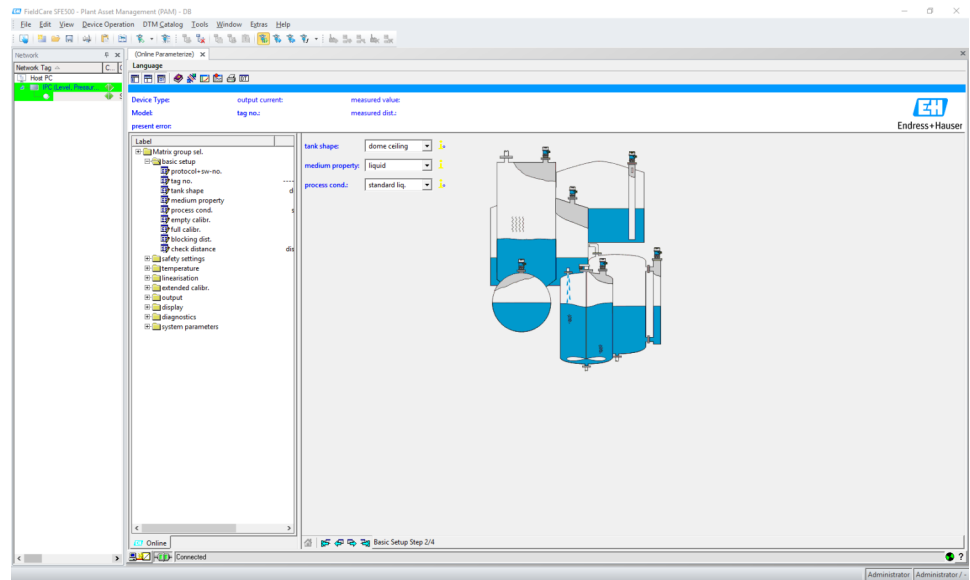 FieldCare SFE500 - Plant Asset Management (PAM) - DB
File Edit View Device Operation DTM Catalog Tools Window Extras Help
Network
(Online Parameterize)
Network Tag C...
Language
Host PC
IPC (Level, Pressur...
Device Type: output current: measured value:
Model: tag no.: measured dist.:
present error:
EH
Endress+Hauser
Label
Matrix group sel.
basic setup
protocol+sw-no.
tag no. ----
tank shape d
medium property
process cond. s
empty calibr.
full calibr.
blocking dist.
check distance dis
safety settings
temperature
linearisation
extended calibr.
output
display
diagnostics
system parameters
tank shape: dome ceiling
medium property: liquid
process cond.: standard liq.
Online
Basic Setup Step 2/4
Connected
Administrator Administrator / -